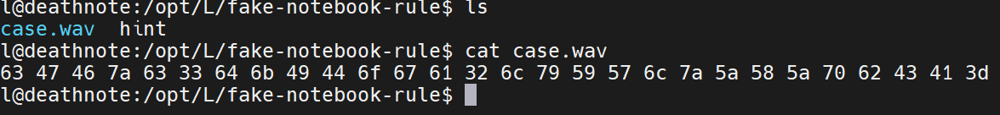 l@deathnote:/opt/L/fake-notebook-rule$ ls
case.wav  hint
l@deathnote:/opt/L/fake-notebook-rule$ cat case.wav
63 47 46 7a 63 33 64 6b 49 44 6f 67 61 32 6c 79 59 57 6c 7a 5a 58 5a 70 62 43 41 3d
l@deathnote:/opt/L/fake-notebook-rule$